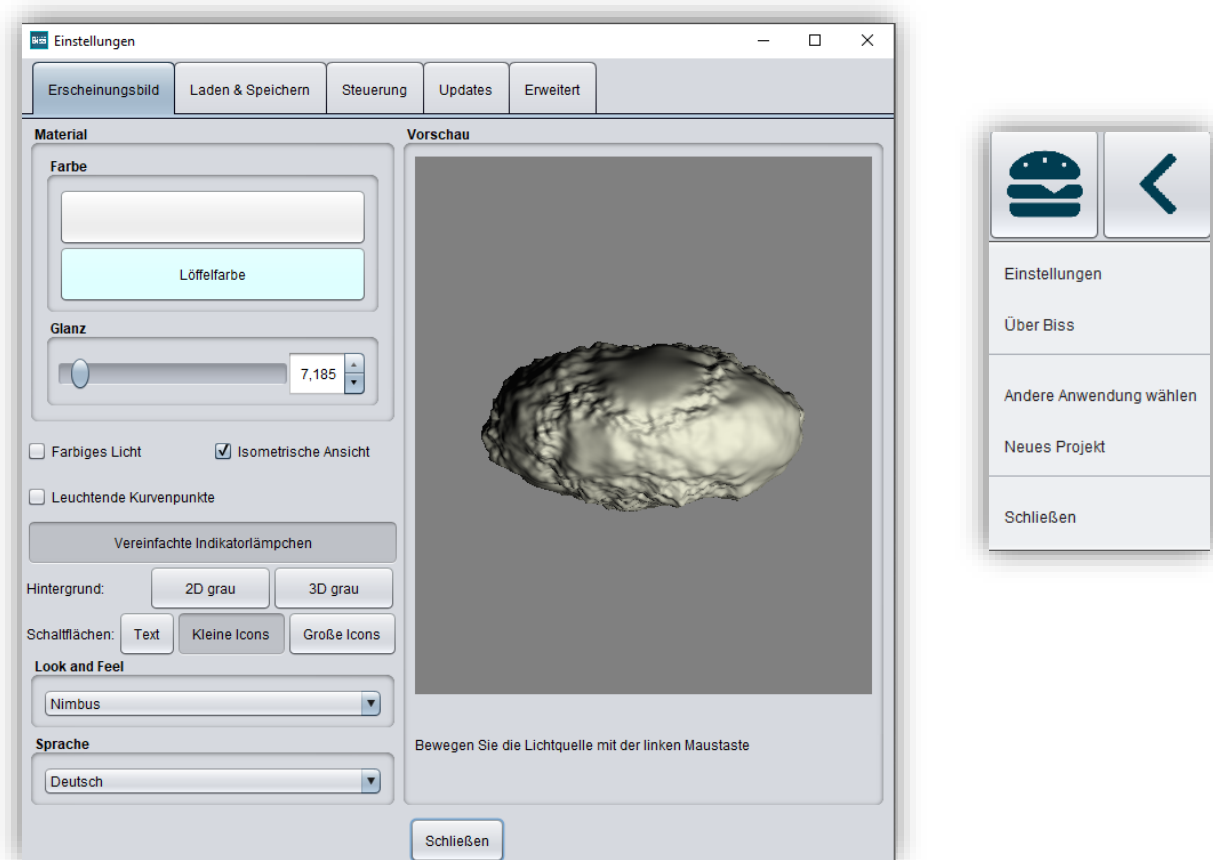 Biss Einstellungen
Erscheinungsbild Laden & Speichern Steuerung Updates Erweitert
Material
Farbe
Löffelfarbe
Glanz
7,185
Farbiges Licht Isometrische Ansicht
Leuchtende Kurvenpunkte
Vereinfachte Indikatorlämpchen
Hintergrund: 2D grau 3D grau
Schaltflächen: Text Kleine Icons Große Icons
Look and Feel
Nimbus
Sprache
Deutsch
Vorschau
Bewegen Sie die Lichtquelle mit der linken Maustaste
Schließen
Einstellungen
Über Biss
Andere Anwendung wählen
Neues Projekt
Schließen